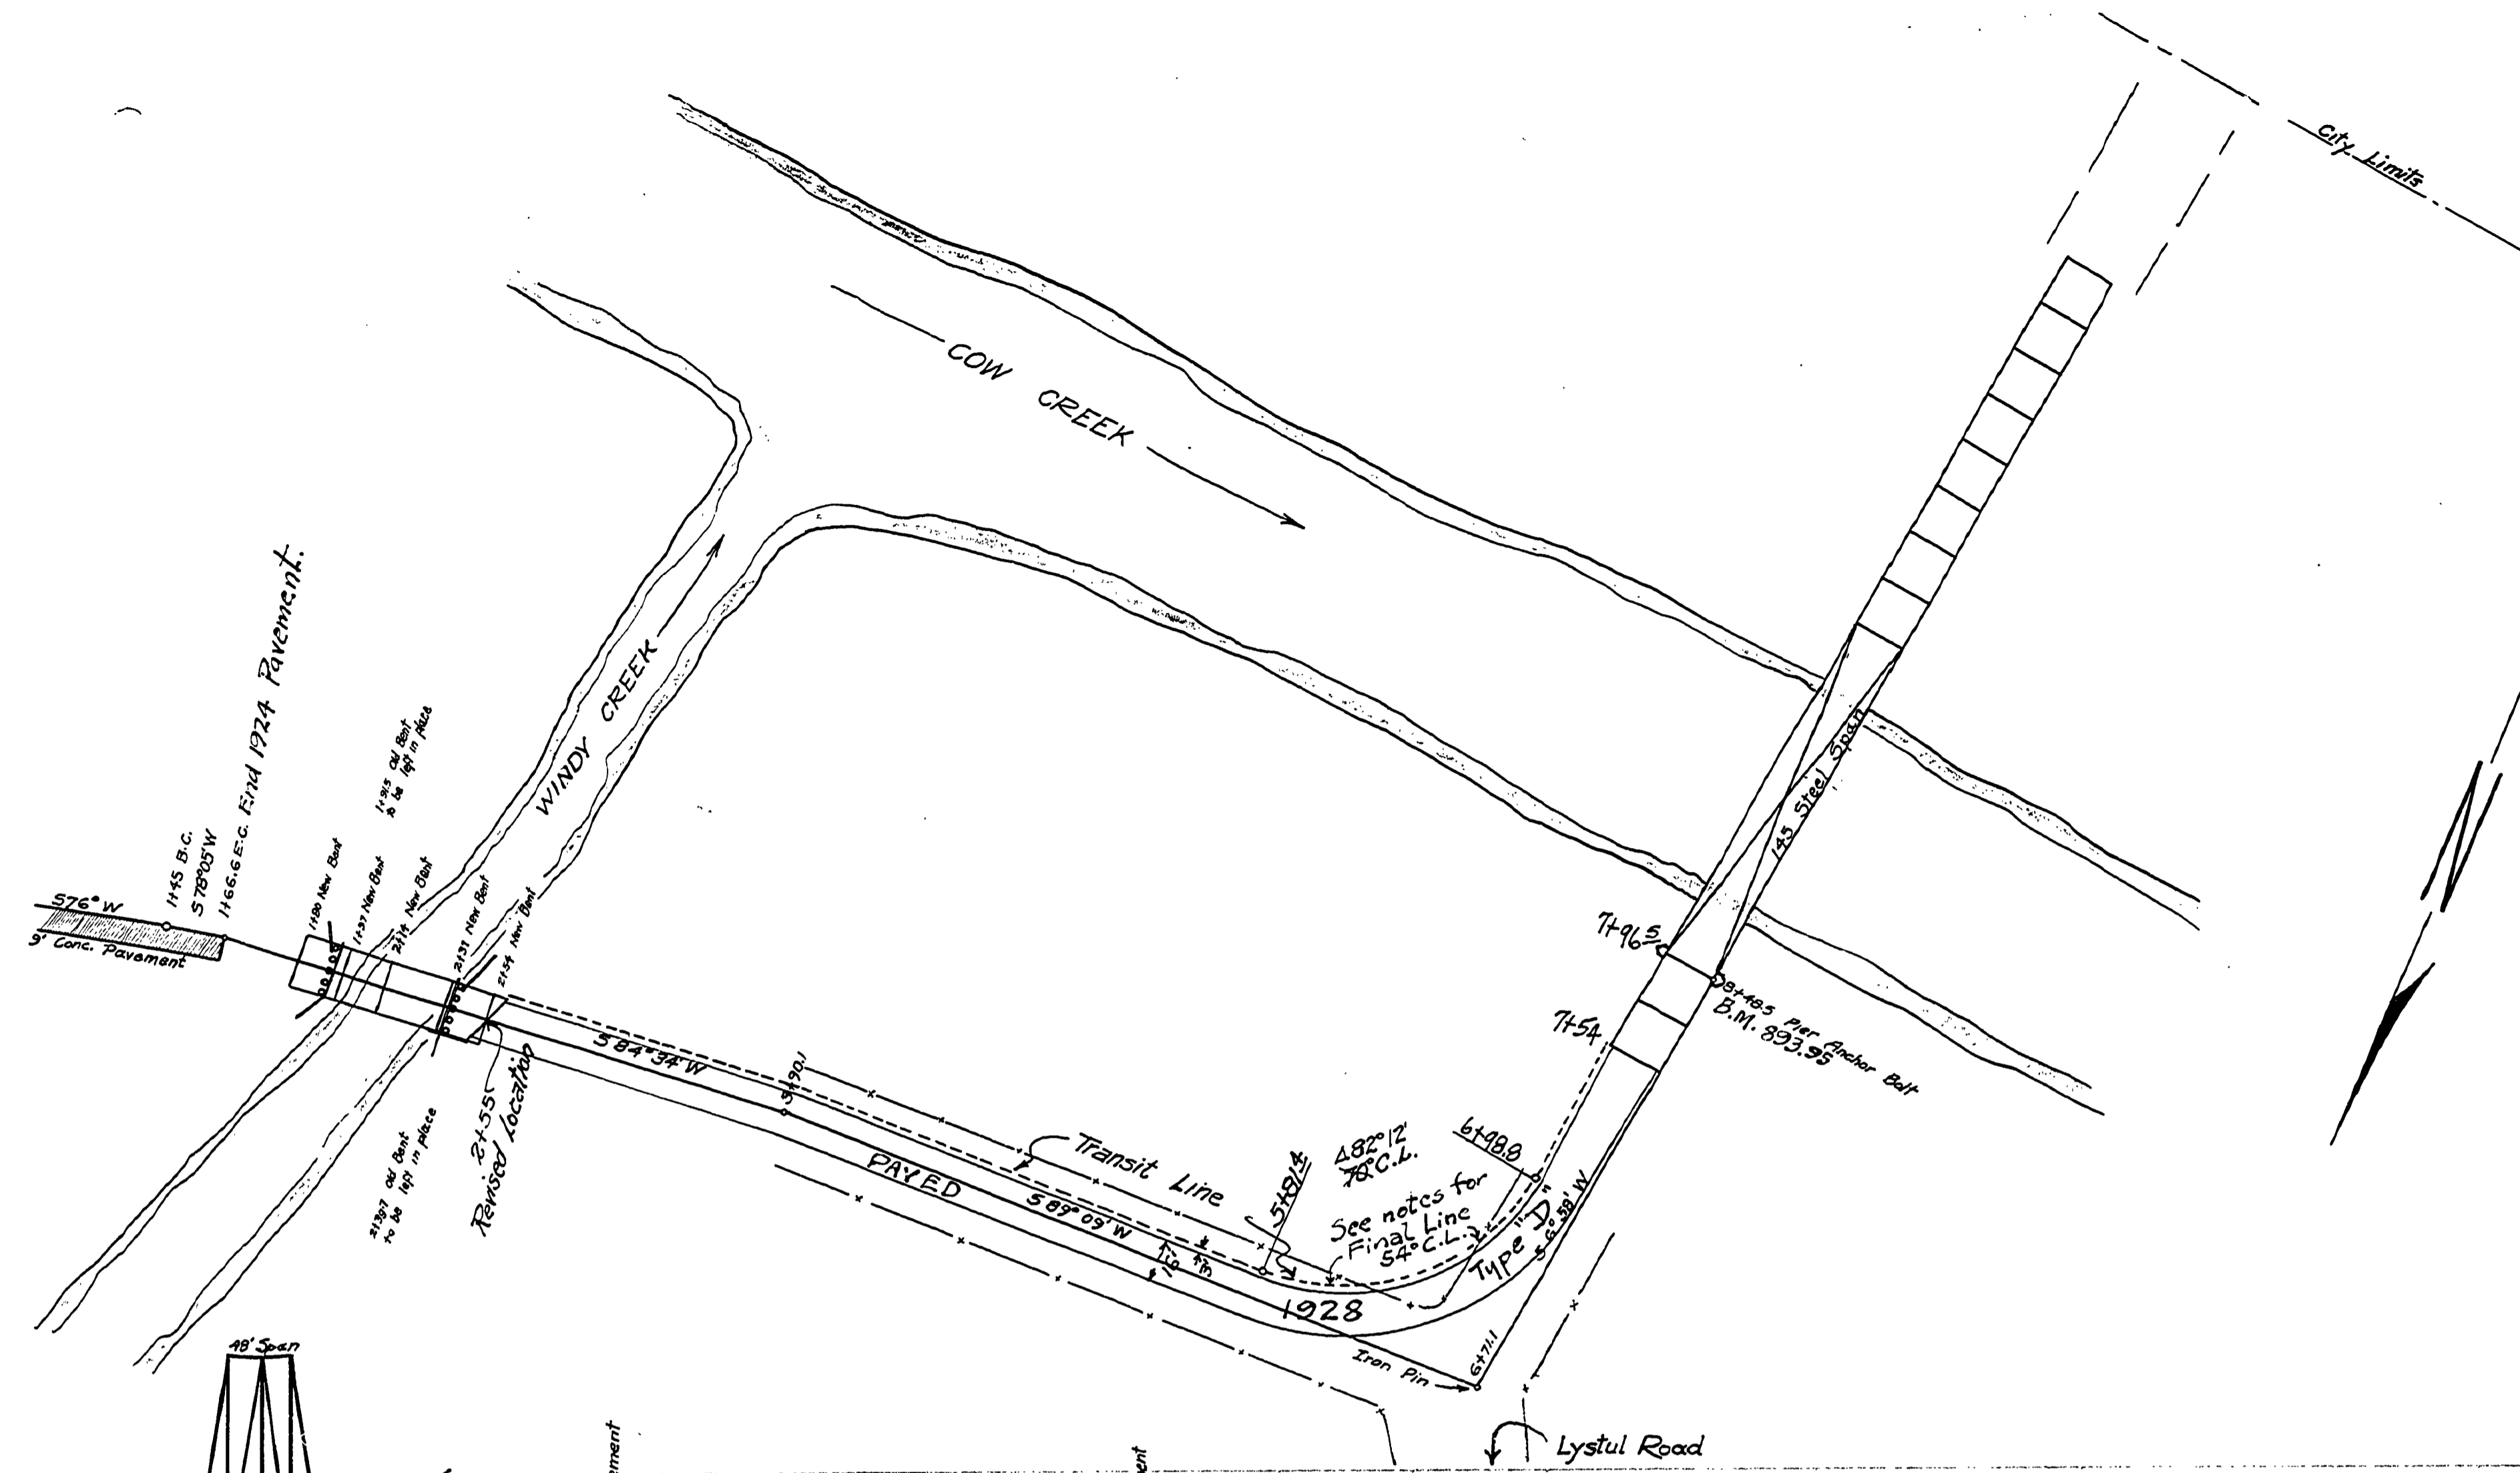 City Limits
COW CREEK
WINDY CREEK
1+45 B.C.
S78°05'W
1+66.6 E.C. End 1924 Pavement.
S76° W
9' Conc. Pavement
1+80 New Bent
1+97 New Bent
1+91.5 Old Bent
to be left in place
2+14 New Bent
2+31 New Bent
2+54 New Bent
2+39.7 Old Bent
to be left in place
2+55
Revised Location
S 84°34' W
3+90.1
PAVED
Transit Line
S 89°09' W
16'
3'
5+81.4
Δ82°12'
78°C.L.
See notes for
Final Line
54°C.L.
6+98.8
Type "D"
S 6°58' W
1928
Iron Pin
6+71.1
Lystul Road
7+54
7+96.5
145' Steel Span
8+48.5 Pier Anchor Bolt
B.M. 893.95
48' Span
ement
ent